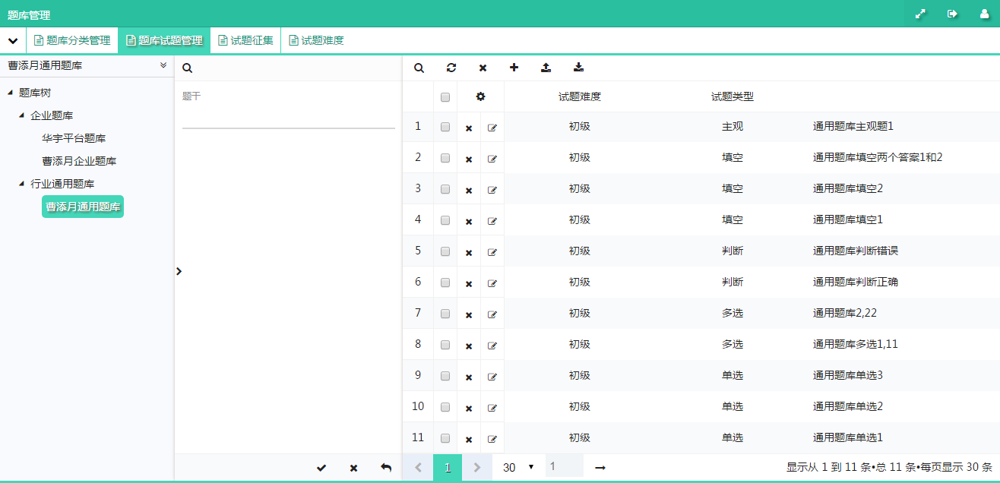 题库管理
题库分类管理 题库试题管理 试题征集 试题难度
曹添月通用题库
题库树
企业题库
华宇平台题库
曹添月企业题库
行业通用题库
曹添月通用题库
题干
试题难度 试题类型
1 初级 主观 通用题库主观题1
2 初级 填空 通用题库填空两个答案1和2
3 初级 填空 通用题库填空2
4 初级 填空 通用题库填空1
5 初级 判断 通用题库判断错误
6 初级 判断 通用题库判断正确
7 初级 多选 通用题库2,22
8 初级 多选 通用题库多选1,11
9 初级 单选 通用题库单选3
10 初级 单选 通用题库单选2
11 初级 单选 通用题库单选1
1 30 1 显示从 1 到 11 条•总 11 条•每页显示 30 条